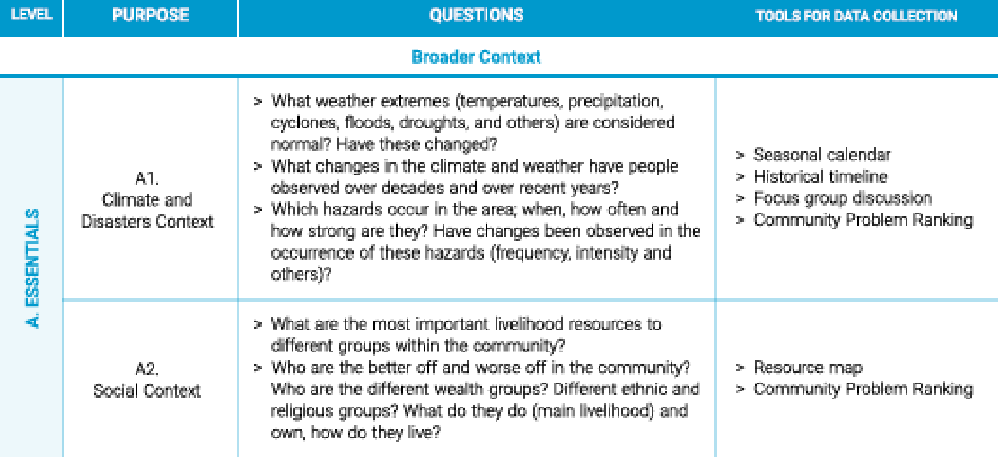 LEVEL
PURPOSE
QUESTIONS
TOOLS FOR DATA COLLECTION
Broader Context
A. ESSENTIALS
A1.
Climate and
Disasters Context
> What weather extremes (temperatures, precipitation,
cyclones, floods, droughts, and others) are considered
normal? Have these changed?
> What changes in the climate and weather have people
observed over decades and over recent years?
> Which hazards occur in the area; when, how often and
how strong are they? Have changes been observed in the
occurrence of these hazards (frequency, intensity and
others)?
> Seasonal calendar
> Historical timeline
> Focus group discussion
> Community Problem Ranking
A2.
Social Context
> What are the most important livelihood resources to
different groups within the community?
> Who are the better off and worse off in the community?
Who are the different wealth groups? Different ethnic and
religious groups? What do they do (main livelihood) and
own, how do they live?
> Resource map
> Community Problem Ranking